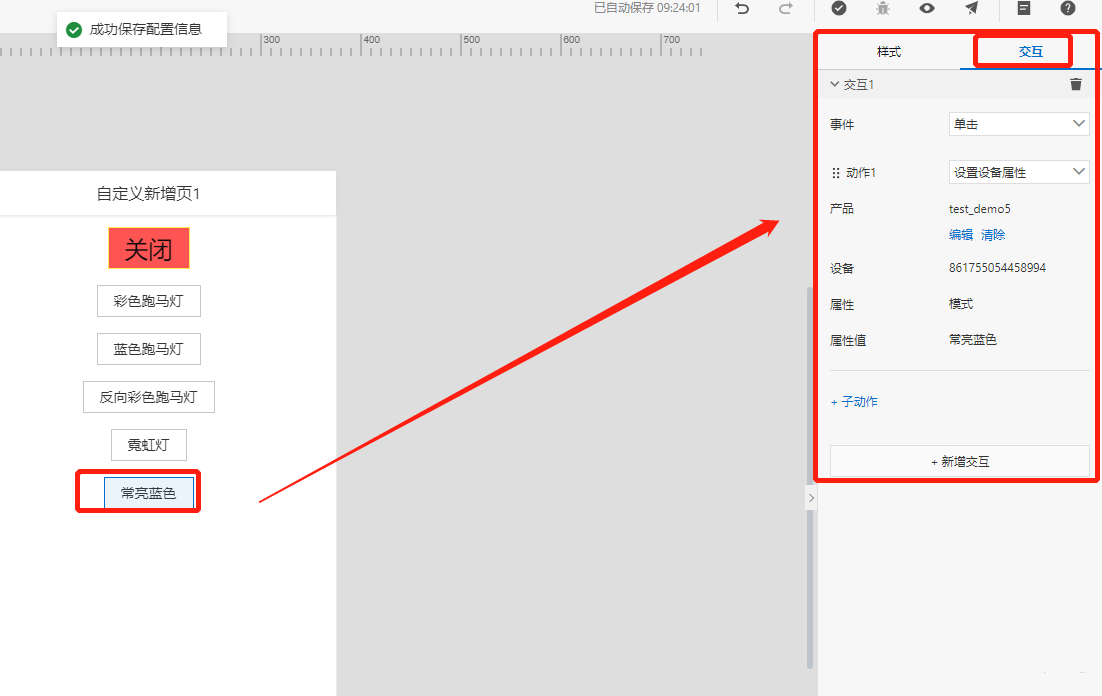 成功保存配置信息
已自动保存 09:24:01
300 400 500 600 700
自定义新增页1
关闭
彩色跑马灯
蓝色跑马灯
反向彩色跑马灯
霓虹灯
常亮蓝色
样式 交互
交互1
事件 单击
动作1 设置设备属性
产品 test_demo5
编辑 清除
设备 861755054458994
属性 模式
属性值 常亮蓝色
+ 子动作
+ 新增交互